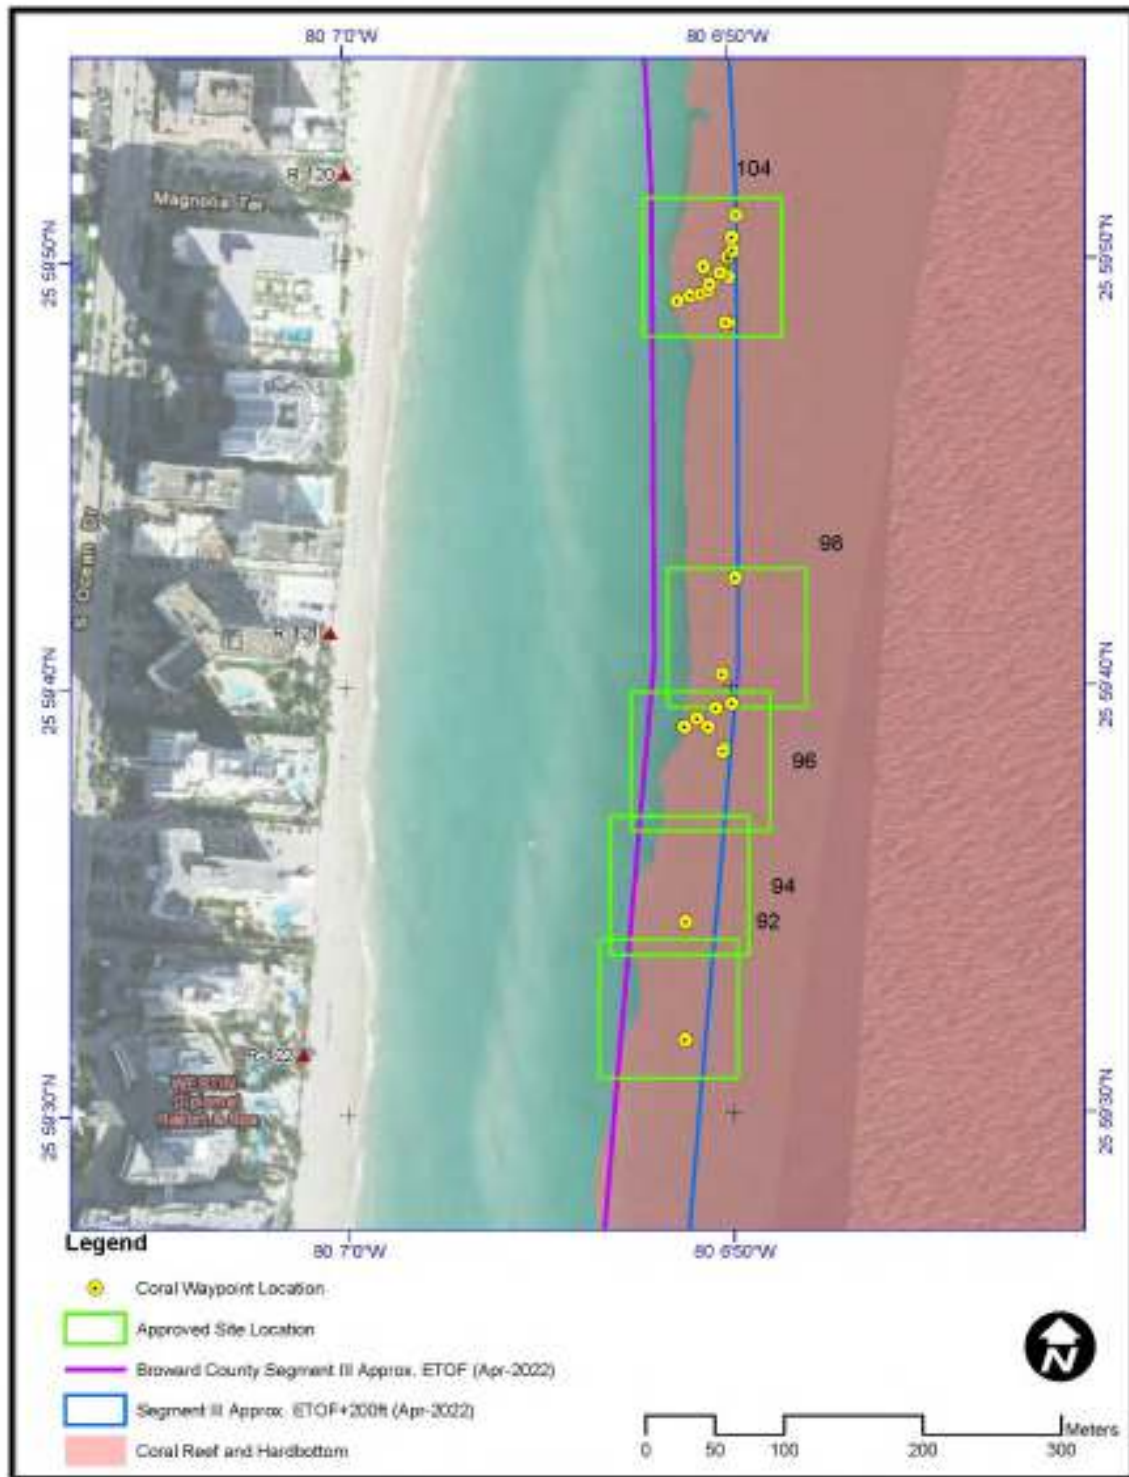 80 7'0"W
80 6'50"W
104
R-120
Magnolia Ter.
25 59'50"N
25 59'50"N
98
S Ocean Dr
25 59'40"N
25 59'40"N
96
94
92
WESTIN
25 59'30"N
25 59'30"N
Legend
80 7'0"W
80 6'50"W
Coral Waypoint Location
Approved Site Location
Broward County Segment III Approx. ETOF (Apr-2022)
Segment III Approx. ETOF+200ft (Apr-2022)
Coral Reef and Hardbottom
N
Meters
0 50 100 200 300